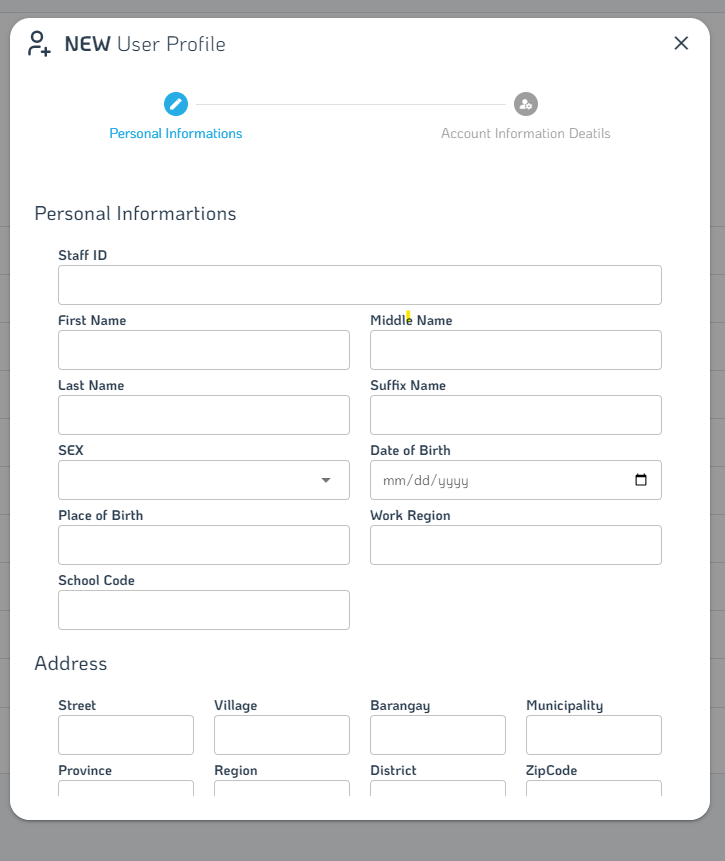 NEW User Profile
Personal Informations
Account Information Deatils
Personal Informartions
Staff ID
First Name
Middle Name
Last Name
Suffix Name
SEX
Date of Birth
mm/dd/yyyy
Place of Birth
Work Region
School Code
Address
Street
Village
Barangay
Municipality
Province
Region
District
ZipCode